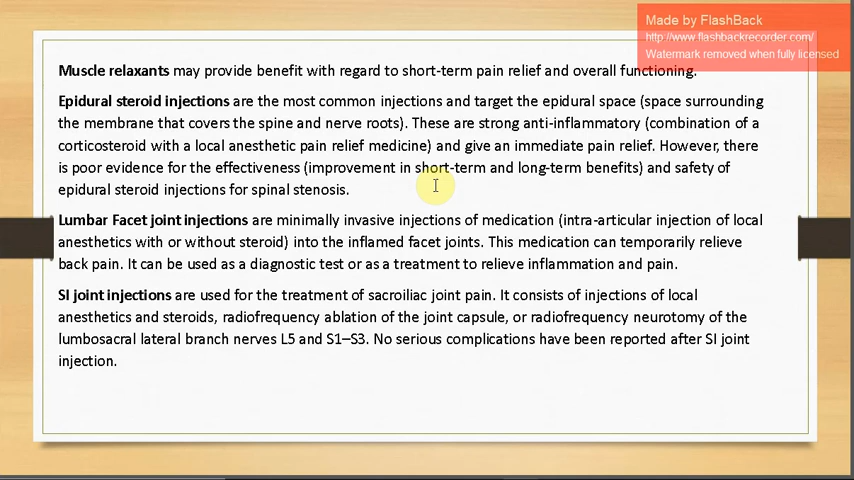 Made by FlashBack
http://www.flashbackrecorder.com/
Watermark removed when fully licensed
Muscle relaxants may provide benefit with regard to short-term pain relief and overall functioning.
Epidural steroid injections are the most common injections and target the epidural space (space surrounding
the membrane that covers the spine and nerve roots). These are strong anti-inflammatory (combination of a
corticosteroid with a local anesthetic pain relief medicine) and give an immediate pain relief. However, there
is poor evidence for the effectiveness (improvement in short-term and long-term benefits) and safety of
epidural steroid injections for spinal stenosis.
Lumbar Facet joint injections are minimally invasive injections of medication (intra-articular injection of local
anesthetics with or without steroid) into the inflamed facet joints. This medication can temporarily relieve
back pain. It can be used as a diagnostic test or as a treatment to relieve inflammation and pain.
SI joint injections are used for the treatment of sacroiliac joint pain. It consists of injections of local
anesthetics and steroids, radiofrequency ablation of the joint capsule, or radiofrequency neurotomy of the
lumbosacral lateral branch nerves L5 and S1–S3. No serious complications have been reported after SI joint
injection.